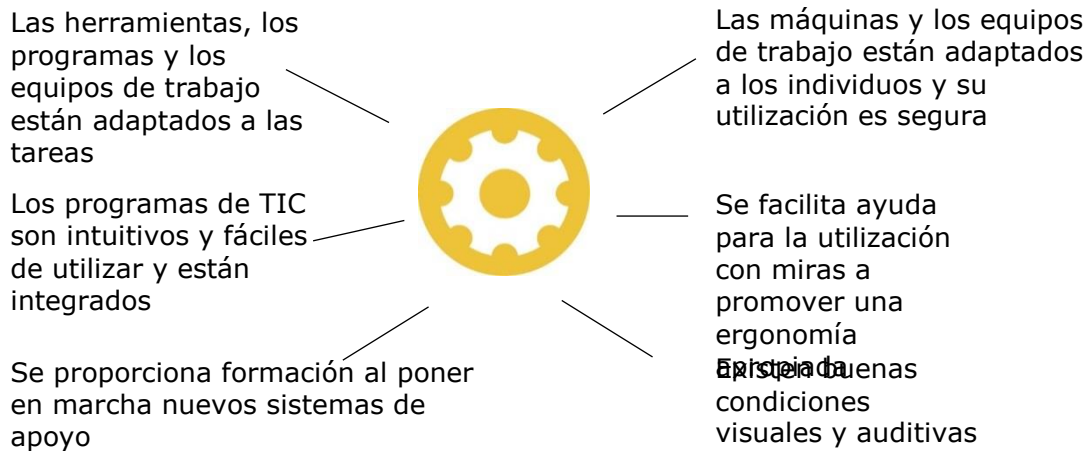 Las herramientas, los
programas y los
equipos de trabajo
están adaptados a las
tareas
Los programas de TIC
son intuitivos y fáciles
de utilizar y están
integrados
Se proporciona formación al poner
en marcha nuevos sistemas de
apoyo
Las máquinas y los equipos
de trabajo están adaptados
a los individuos y su
utilización es segura
Se facilita ayuda
para la utilización
con miras a
promover una
ergonomía
apropiada
Existen buenas
condiciones
visuales y auditivas